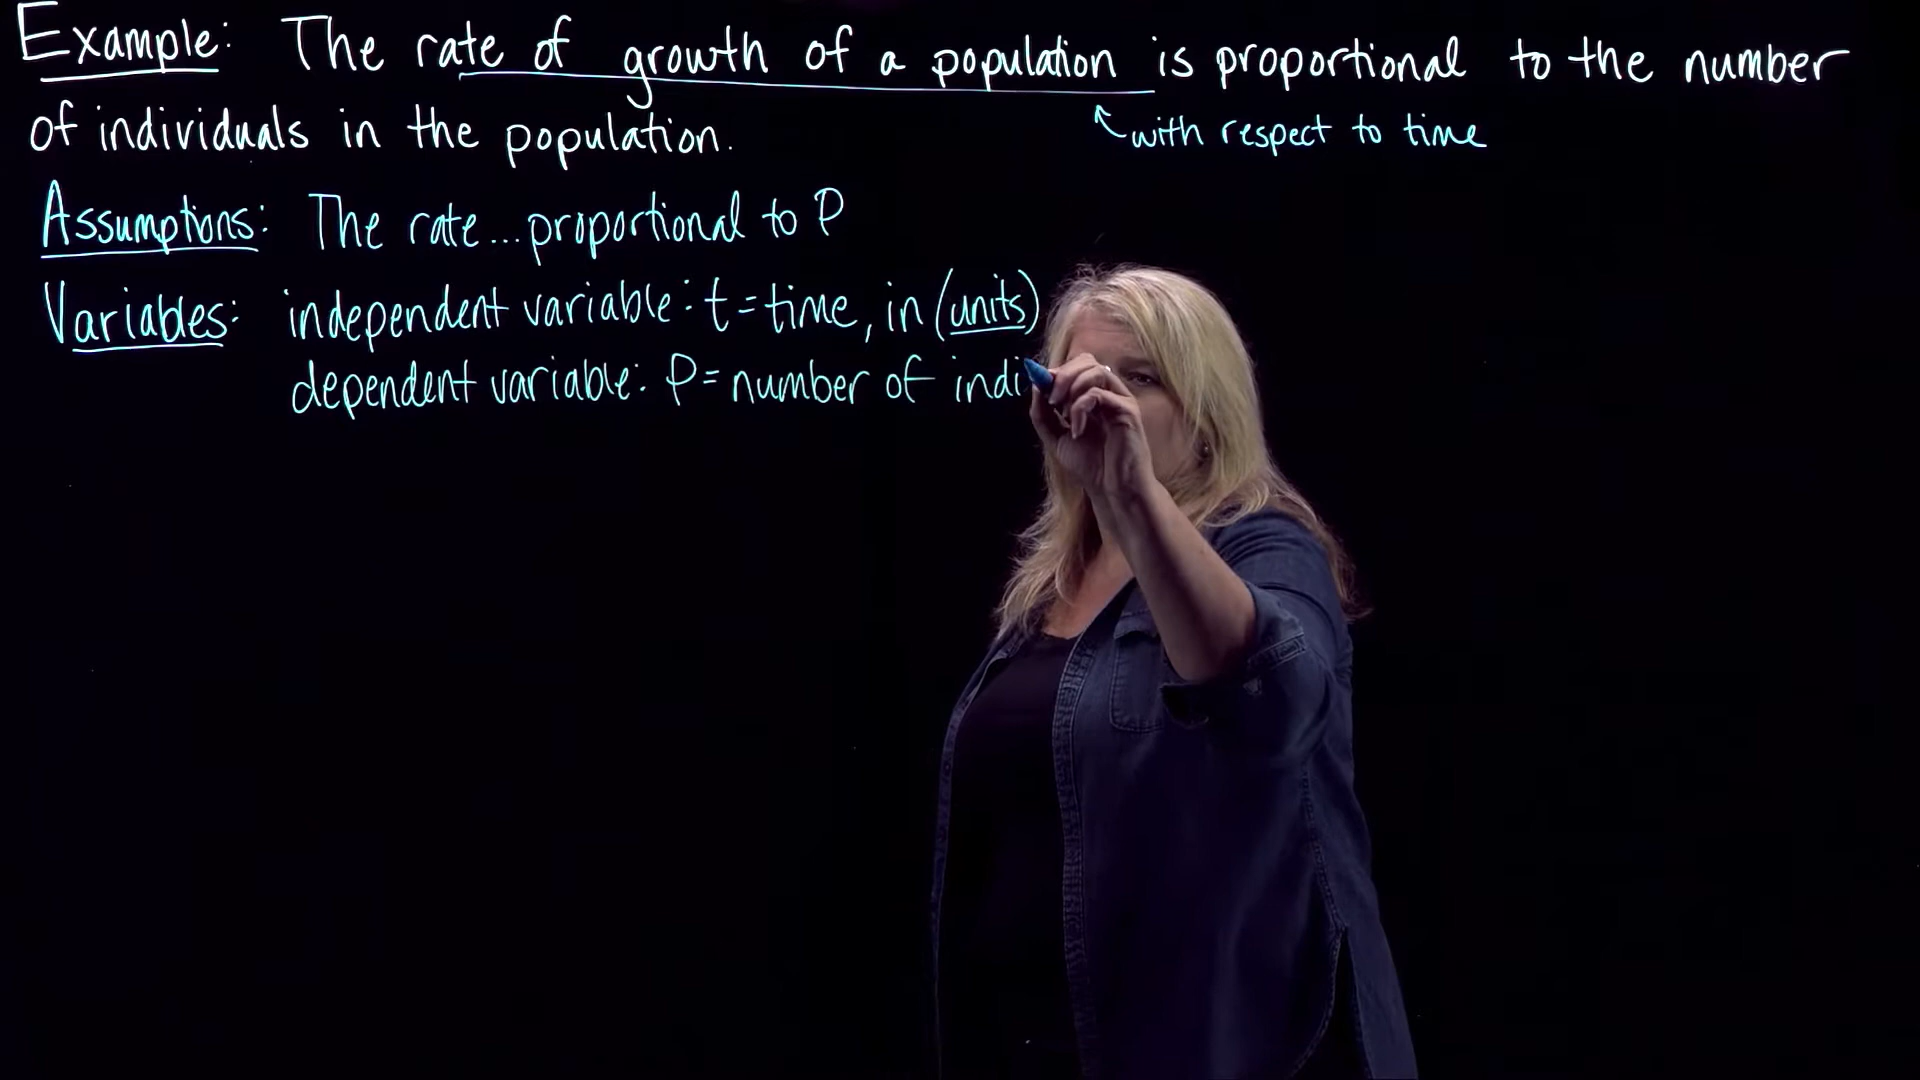 Example: The rate of growth of a population is proportional to the number
of individuals in the population.
with respect to time
Assumptions: The rate...proportional to P
Variables: independent variable: t = time, in (units)
dependent variable: P = number of indi